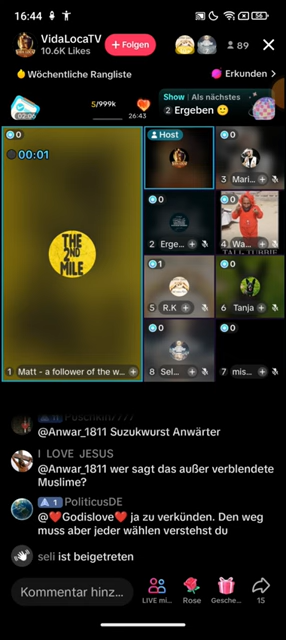 16:44
56
VidaLocaTV
10.6K Likes
+ Folgen
89
Wöchentliche Rangliste
Erkunden >
02:06
5/999k
26:43
Show | Als nächstes
2 Ergeben 🙂
0
00:01
THE
2ND
MILE
1 Matt - a follower of the w... +
Host
0
3 Mari... +
0
2 Erge... +
0
4 Wa... +
1
5 R.K +
0
6 Tanja +
0
8 Sel... +
0
7 mis... +
@Anwar_1811 Suzukwurst Anwärter
I LOVE JESUS
@Anwar_1811 wer sagt das außer verblendete
Muslime?
1 PoliticusDE
@❤️Godislove❤️ ja zu verkünden. Den weg
muss aber jeder wählen verstehst du
seli ist beigetreten
Kommentar hinz...
LIVE mi...
Rose
Gesche...
15